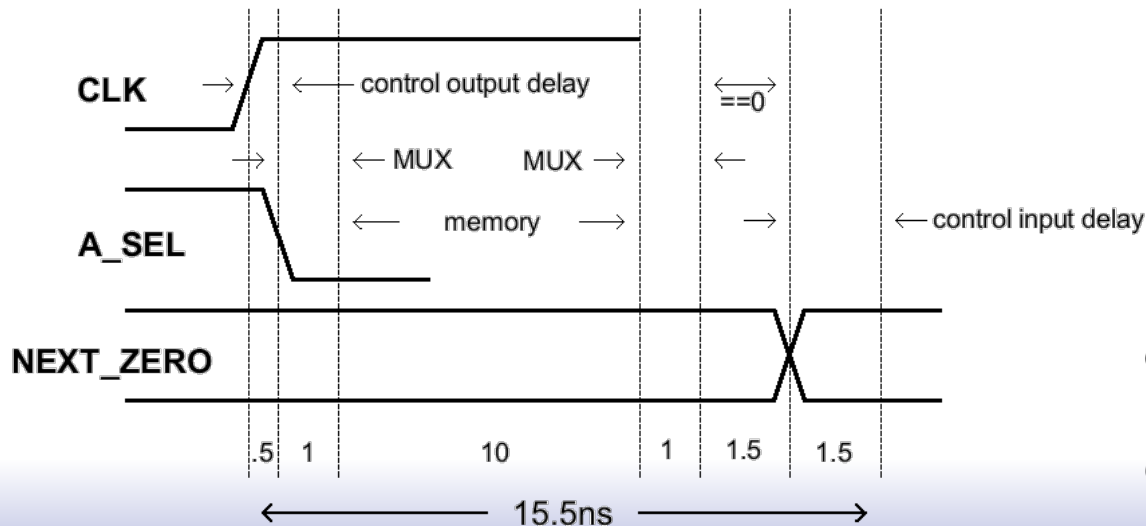 CLK
control output delay
==0
MUX
MUX
A_SEL
memory
control input delay
NEXT_ZERO
.5
1
10
1
1.5
1.5
15.5ns